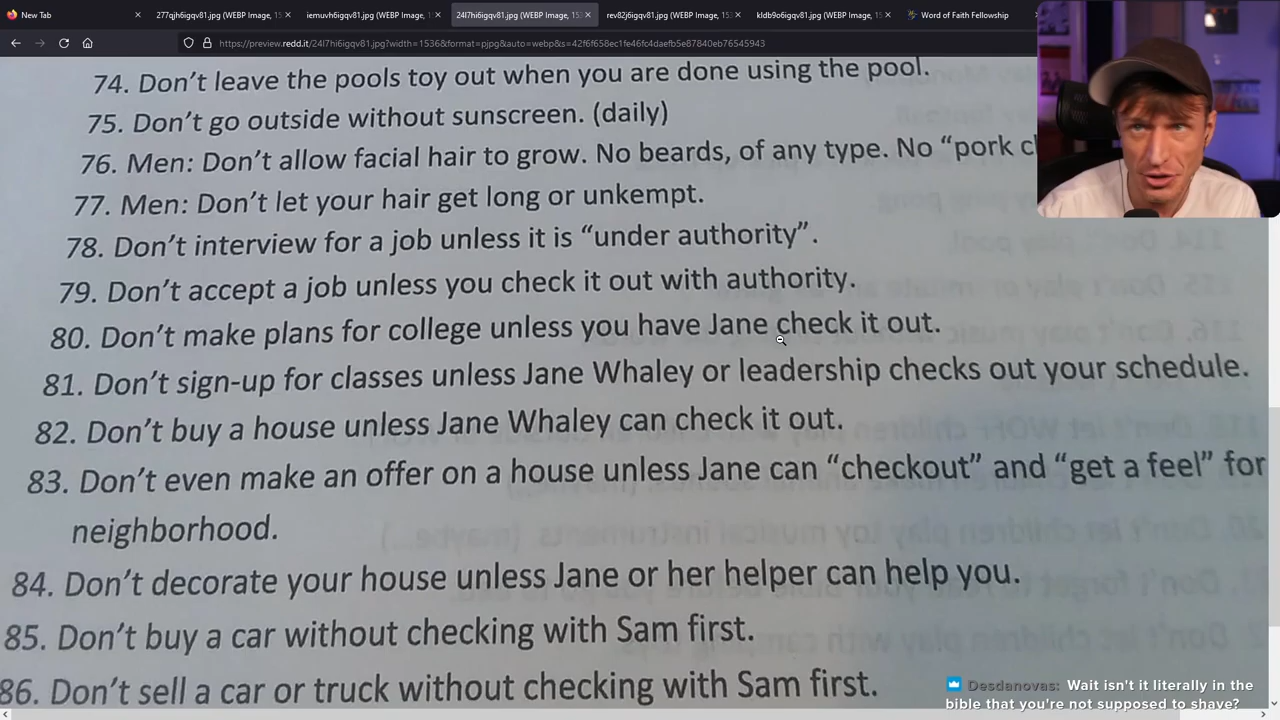 New Tab
277qjh6igqv81.jpg (WEBP Image, 153
iemuvh6igqv81.jpg (WEBP Image, 153
24l7hi6igqv81.jpg (WEBP Image, 153
rev82j6igqv81.jpg (WEBP Image, 153
kldb9o6igqv81.jpg (WEBP Image, 153
Word of Faith Fellowship
https://preview.redd.it/24l7hi6igqv81.jpg?width=1536&format=pjpg&auto=webp&s=42f6f658ec1fe46fc4daefb5e87840eb76545943
74. Don’t leave the pools toy out when you are done using the pool.
75. Don’t go outside without sunscreen. (daily)
76. Men: Don’t allow facial hair to grow. No beards, of any type. No “pork ch
77. Men: Don’t let your hair get long or unkempt.
78. Don’t interview for a job unless it is “under authority”.
79. Don’t accept a job unless you check it out with authority.
80. Don’t make plans for college unless you have Jane check it out.
81. Don’t sign-up for classes unless Jane Whaley or leadership checks out your schedule.
82. Don’t buy a house unless Jane Whaley can check it out.
83. Don’t even make an offer on a house unless Jane can “checkout” and “get a feel” for
neighborhood.
84. Don’t decorate your house unless Jane or her helper can help you.
85. Don’t buy a car without checking with Sam first.
86. Don’t sell a car or truck without checking with Sam first.
Desdanovas: Wait isn't it literally in the
bible that you're not supposed to shave?